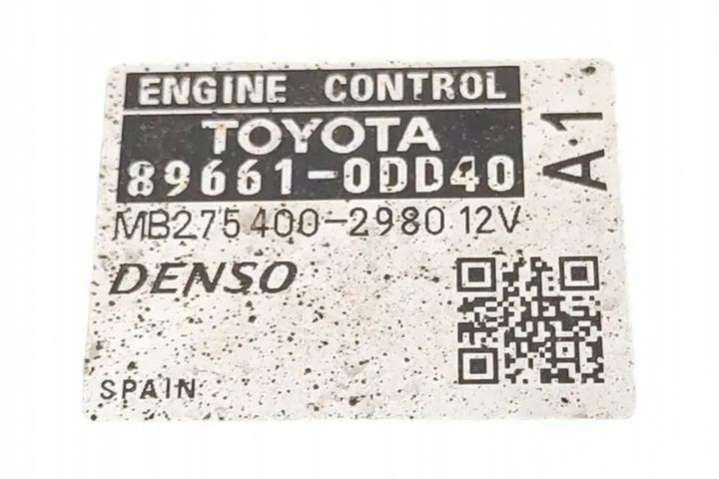 ENGINE CONTROL
TOYOTA
A1
89661-0DD40
MB275400-2980 12V
DENSO
SPAIN